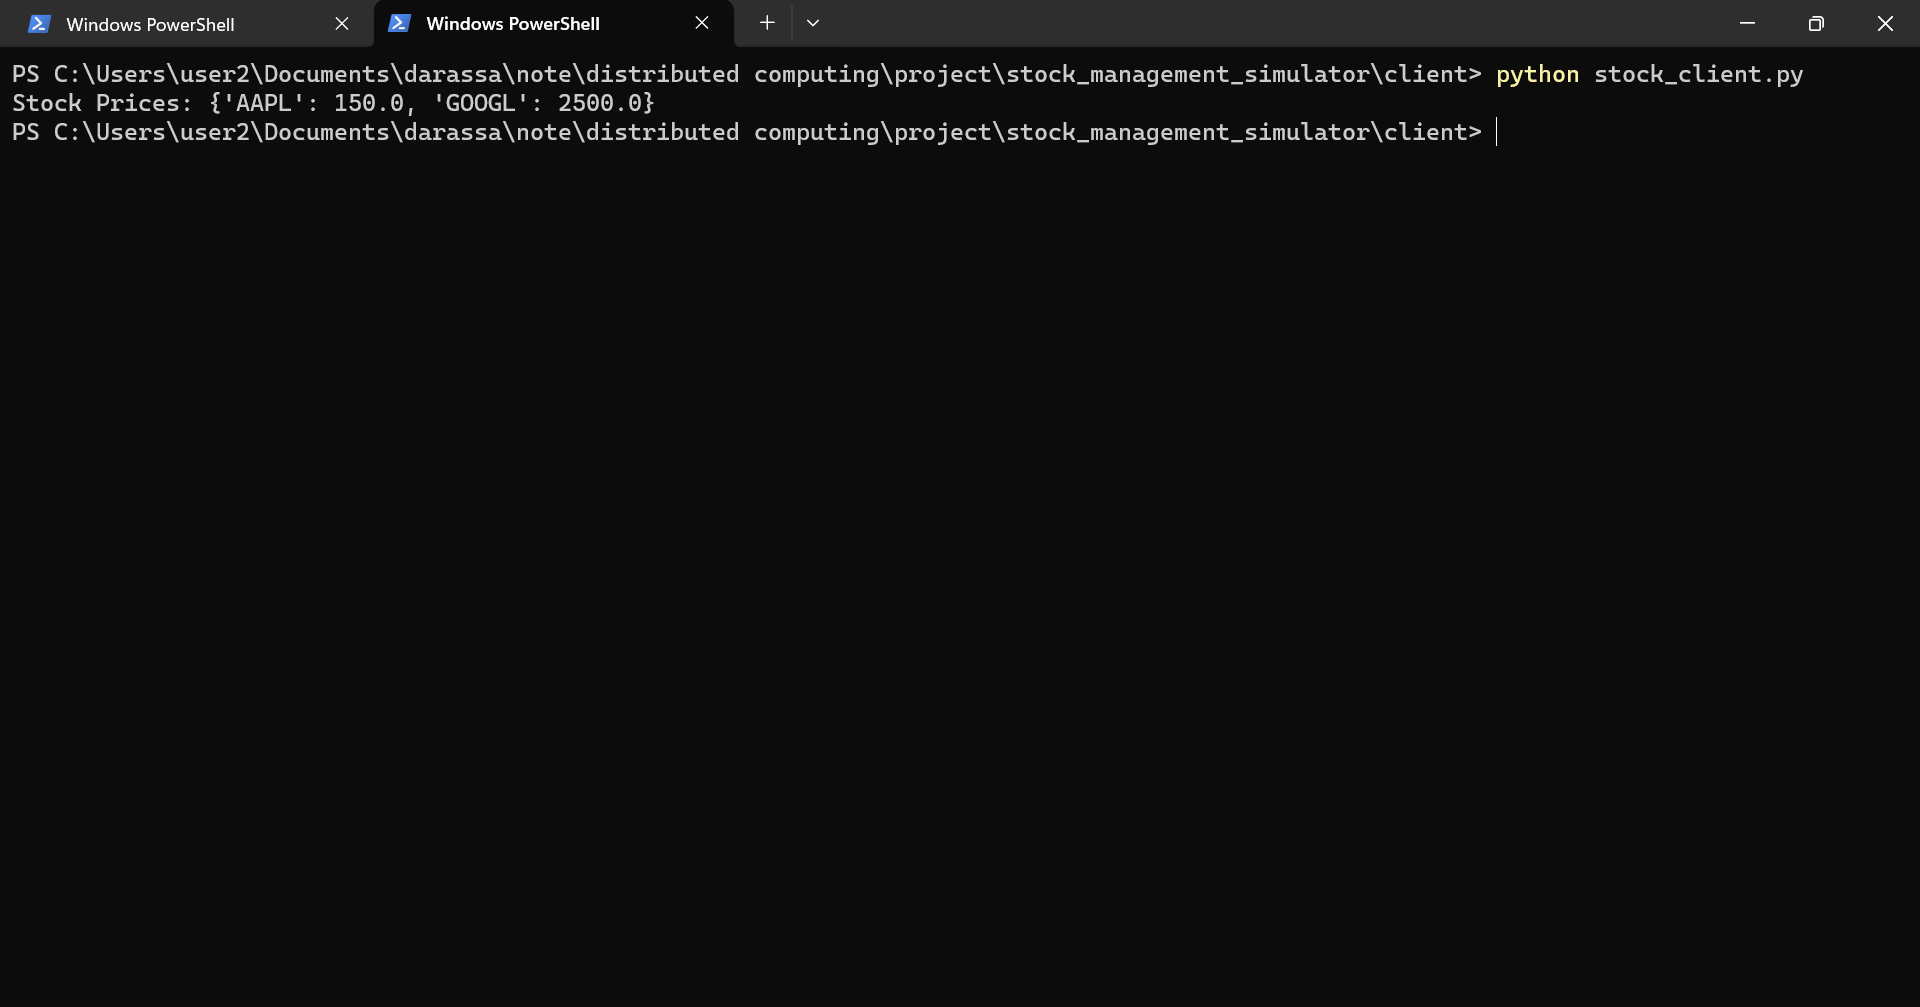 Windows PowerShell
Windows PowerShell
PS C:\Users\user2\Documents\darassa\note\distributed computing\project\stock_management_simulator\client> python stock_client.py
Stock Prices: {'AAPL': 150.0, 'GOOGL': 2500.0}
PS C:\Users\user2\Documents\darassa\note\distributed computing\project\stock_management_simulator\client>